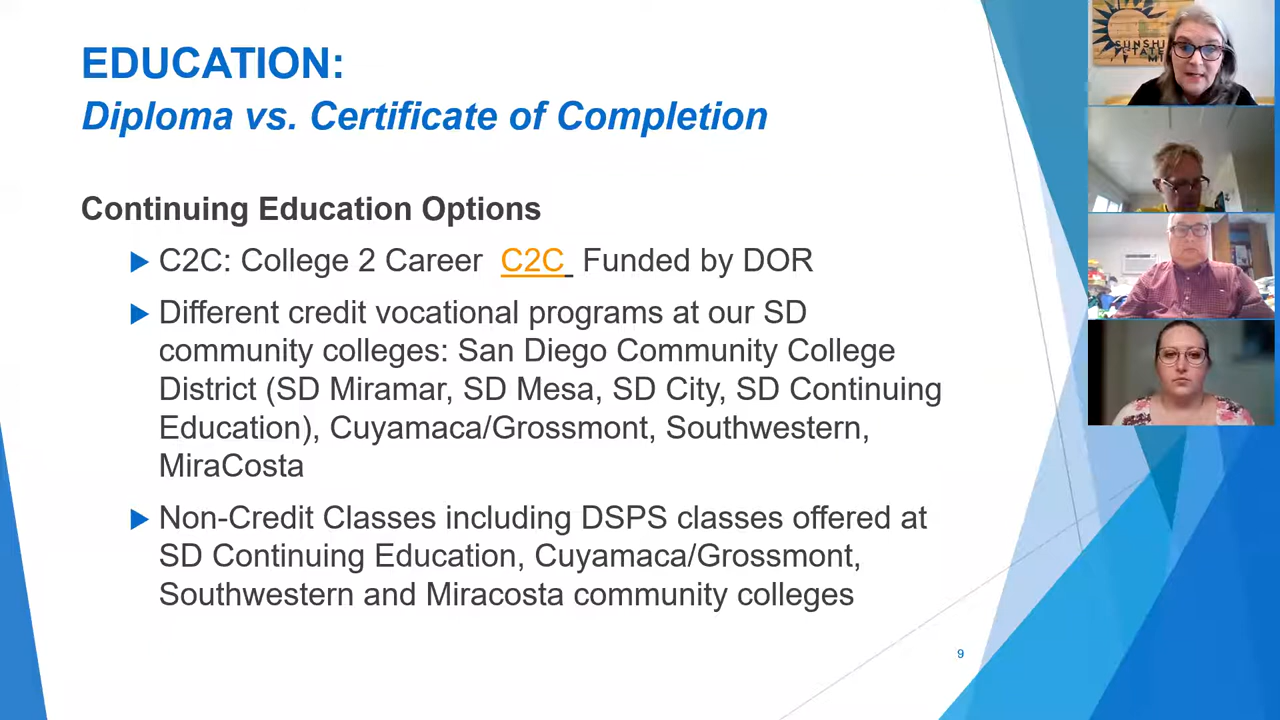 EDUCATION:
Diploma vs. Certificate of Completion
Continuing Education Options
C2C: College 2 Career C2C Funded by DOR
Different credit vocational programs at our SD
community colleges: San Diego Community College
District (SD Miramar, SD Mesa, SD City, SD Continuing
Education), Cuyamaca/Grossmont, Southwestern,
MiraCosta
Non-Credit Classes including DSPS classes offered at
SD Continuing Education, Cuyamaca/Grossmont,
Southwestern and Miracosta community colleges
9
STATE